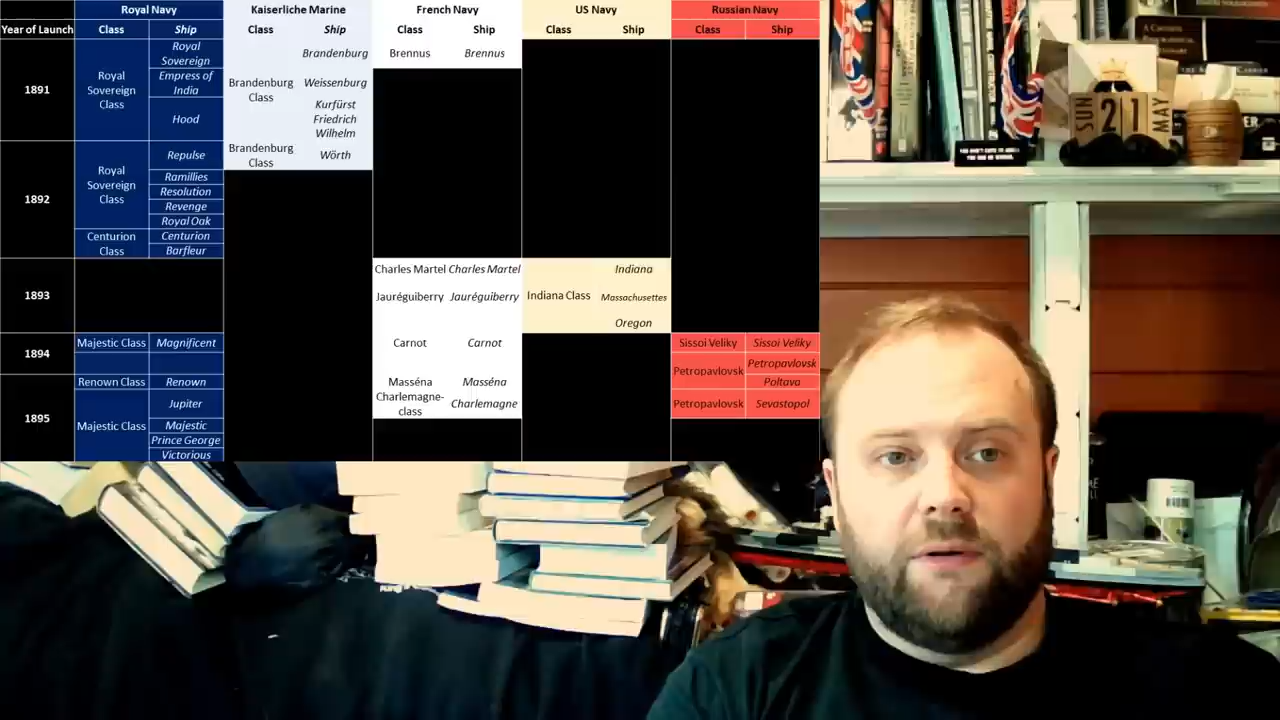 Royal Navy Kaiserliche Marine French Navy US Navy Russian Navy
Year of Launch Class Ship Class Ship Class Ship Class Ship Class Ship
1891
Royal Sovereign Class
Royal Sovereign
Empress of India
Hood
Brandenburg Class
Brandenburg
Weissenburg
Kurfürst Friedrich Wilhelm
Brennus Brennus
1892
Royal Sovereign Class
Repulse
Ramillies
Resolution
Revenge
Royal Oak
Centurion Class
Centurion
Barfleur
Brandenburg Class
Wörth
1893
Charles Martel Charles Martel
Jauréguiberry Jauréguiberry
Indiana Class
Indiana
Massachusettes
Oregon
1894
Majestic Class Magnificent
Carnot Carnot
Sissoi Veliky Sissoi Veliky
Petropavlovsk
Petropavlovsk
Poltava
1895
Renown Class Renown
Majestic Class
Jupiter
Majestic
Prince George
Victorious
Masséna Masséna
Charlemagne-class
Charlemagne
Petropavlovsk Sevastopol
SUN 21 MAY